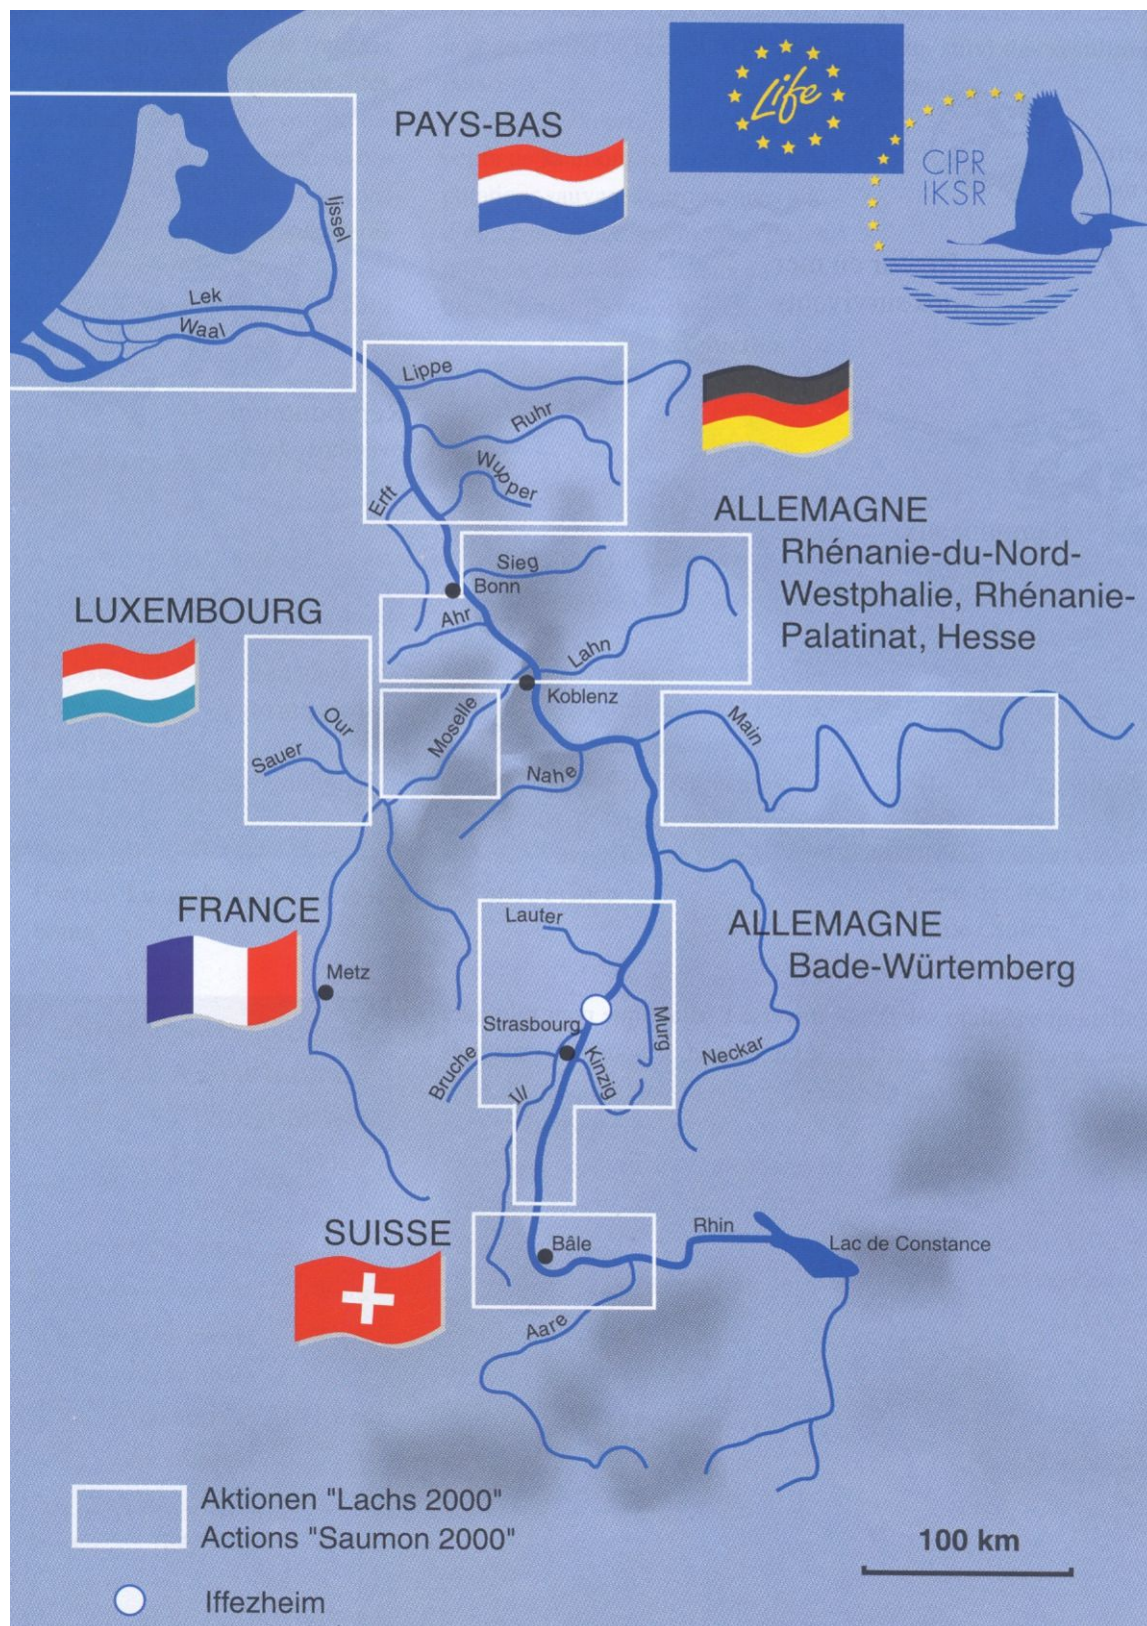 PAYS-BAS
Life
CIPR
IKSR
Ijssel
Lek
Waal
Lippe
Ruhr
Wupper
Erft
ALLEMAGNE
Rhénanie-du-Nord-
Westphalie, Rhénanie-
Palatinat, Hesse
Sieg
Bonn
LUXEMBOURG
Ahr
Lahn
Koblenz
Moselle
Main
Our
Sauer
Nahe
FRANCE
Lauter
ALLEMAGNE
Bade-Würtemberg
Metz
Strasbourg
Murg
Bruche
Kinzig
Neckar
Ill
SUISSE
Bâle
Rhin
Lac de Constance
Aare
Aktionen "Lachs 2000"
Actions "Saumon 2000"
100 km
Iffezheim